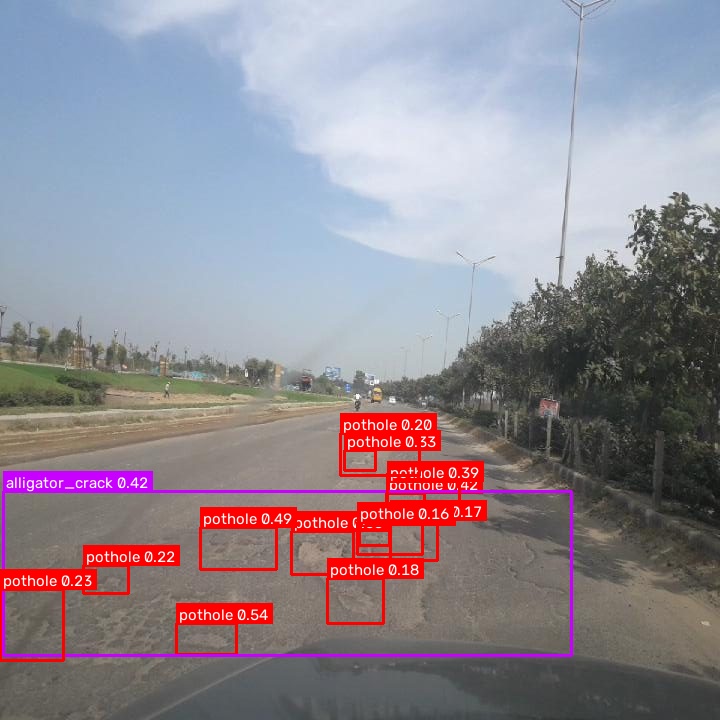 pothole 0.20
pothole 0.33
pothole 0.39
pothole 0.42
alligator_crack 0.42
pothole 0.16
0.17
pothole 0.49
pothole
pothole 0.22
pothole 0.18
pothole 0.23
pothole 0.54